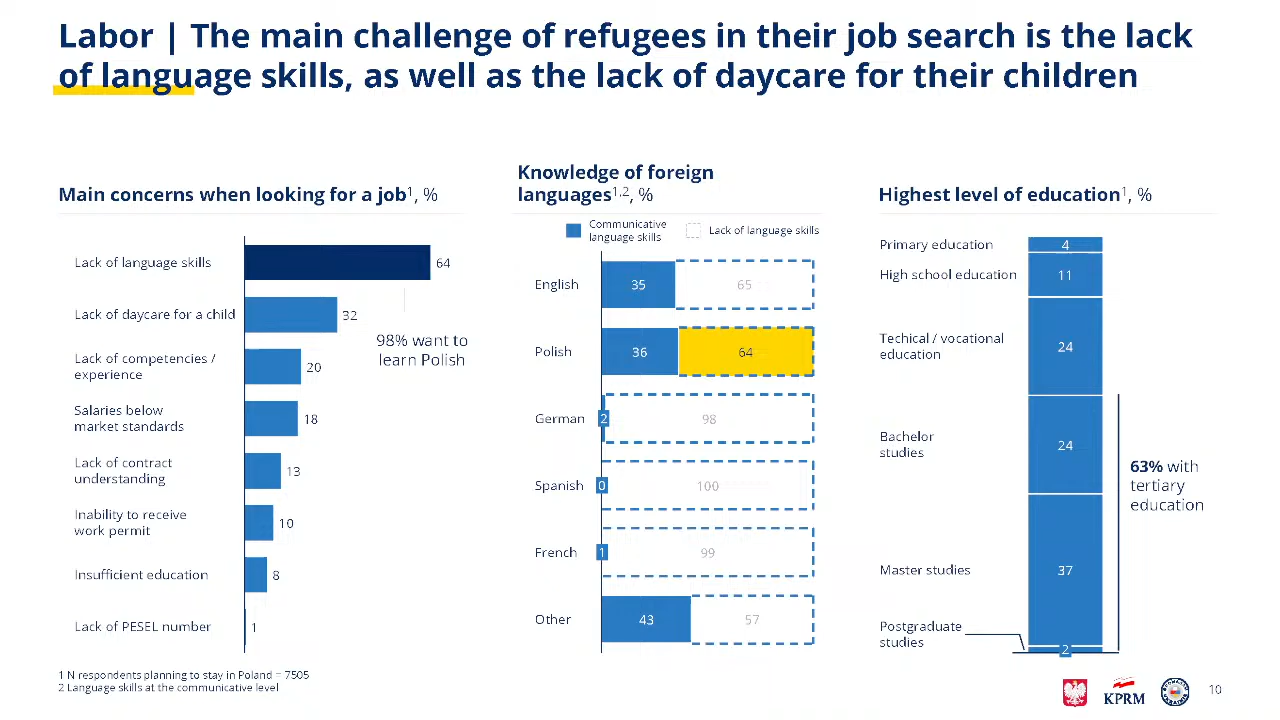 Labor | The main challenge of refugees in their job search is the lack
of language skills, as well as the lack of daycare for their children
Main concerns when looking for a job1, %
Lack of language skills
64
Lack of daycare for a child
32
98% want to
learn Polish
Lack of competencies /
experience
20
Salaries below
market standards
18
Lack of contract
understanding
13
Inability to receive
work permit
10
Insufficient education
8
Lack of PESEL number
1
Knowledge of foreign
languages1,2, %
Communicative
language skills
Lack of language skills
English
35
65
Polish
36
64
German
2
98
Spanish
0
100
French
1
99
Other
43
57
Highest level of education1, %
Primary education
4
High school education
11
Techical / vocational
education
24
Bachelor
studies
24
63% with
tertiary
education
Master studies
37
Postgraduate
studies
2
1 N respondents planning to stay in Poland = 7505
2 Language skills at the communicative level
KPRM
10